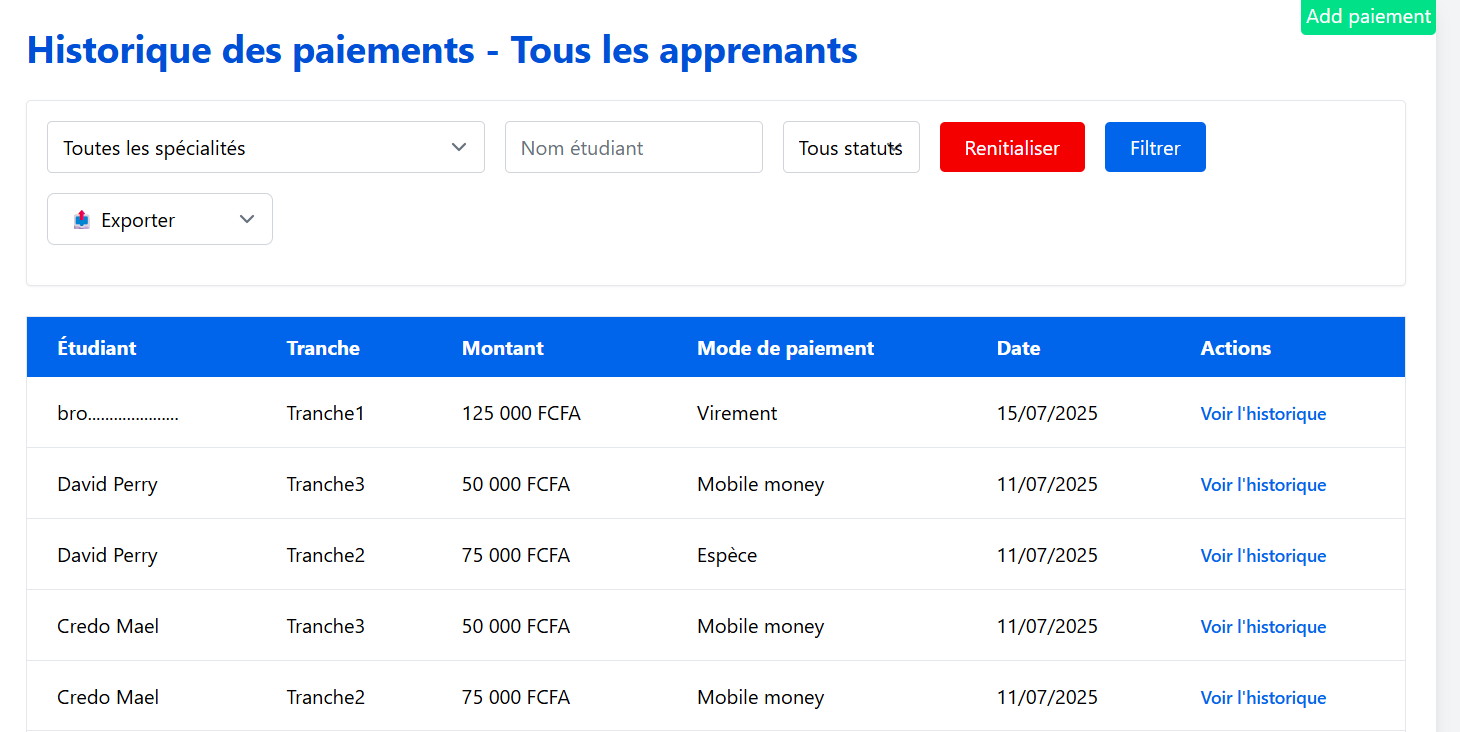 Add paiement
Historique des paiements - Tous les apprenants
Toutes les spécialités Nom étudiant Tous statuts Renitialiser Filtrer
Exporter
Étudiant Tranche Montant Mode de paiement Date Actions
bro..................... Tranche1 125 000 FCFA Virement 15/07/2025 Voir l'historique
David Perry Tranche3 50 000 FCFA Mobile money 11/07/2025 Voir l'historique
David Perry Tranche2 75 000 FCFA Espèce 11/07/2025 Voir l'historique
Credo Mael Tranche3 50 000 FCFA Mobile money 11/07/2025 Voir l'historique
Credo Mael Tranche2 75 000 FCFA Mobile money 11/07/2025 Voir l'historique